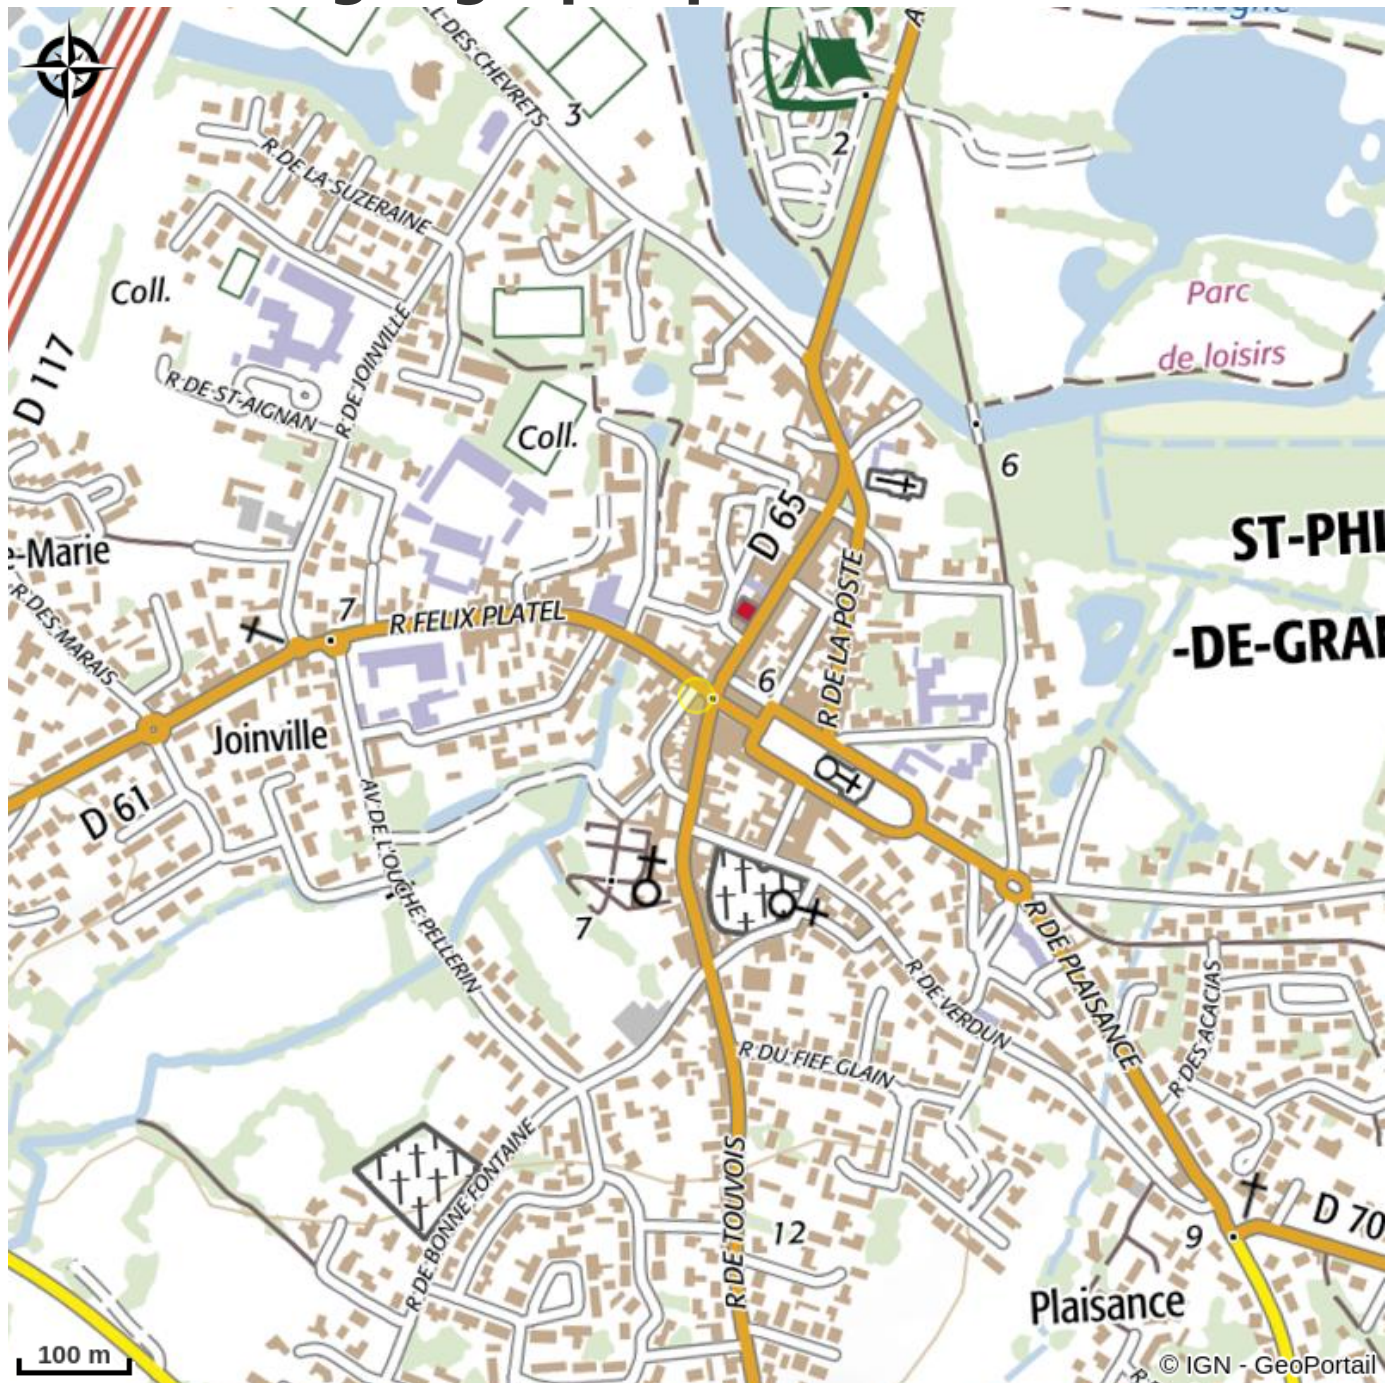 R DES CHEVRETS
3
2
R DE LA SUZERAINE
Coll.
Parc
de loisirs
R DE JOINVILLE
D 117
R DE ST-AIGNAN
Coll.
6
D 65
ST-PHI
e-Marie
R DES MARAIS
7
R FELIX PLATEL
R DE LA POSTE
-DE-GRA
6
Joinville
D 61
AV DE L'OUCHE PELLERIN
7
R DE PLAISANCE
R DE VERDUN
R DES ACACIAS
R DU FIEF GLAIN
R DE BONNE FONTAINE
R DE TOUVOIS
12
D 70
9
Plaisance
100 m
© IGN - GeoPortail